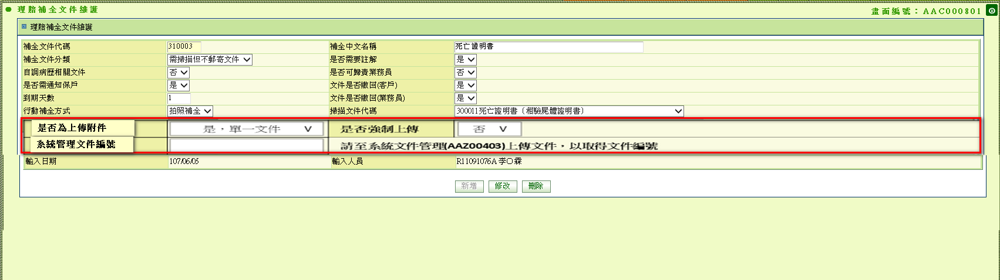 理賠補全文件維護
畫面編號：AAC000801
理賠補全文件維護
補全文件代碼 310003 補全中文名稱 死亡證明書
補全文件分類 需掃描但不郵寄文件 是否需要註解 是
自調病歷相關文件 否 是否可歸責業務員 否
是否需通知保戶 是 文件是否繳回(客戶) 是
到期天數 1 文件是否繳回(業務員) 是
行動補全方式 拍照補全 掃描文件代碼 300011死亡證明書〔相驗屍體證明書〕
是否為上傳附件 是，單一文件 是否強制上傳 否
系統管理文件編號 請至系統文件管理(AAZ00403)上傳文件，以取得文件編號
輸入日期 107/06/05 輸入人員 R11091076A 李○霖
新增 修改 刪除